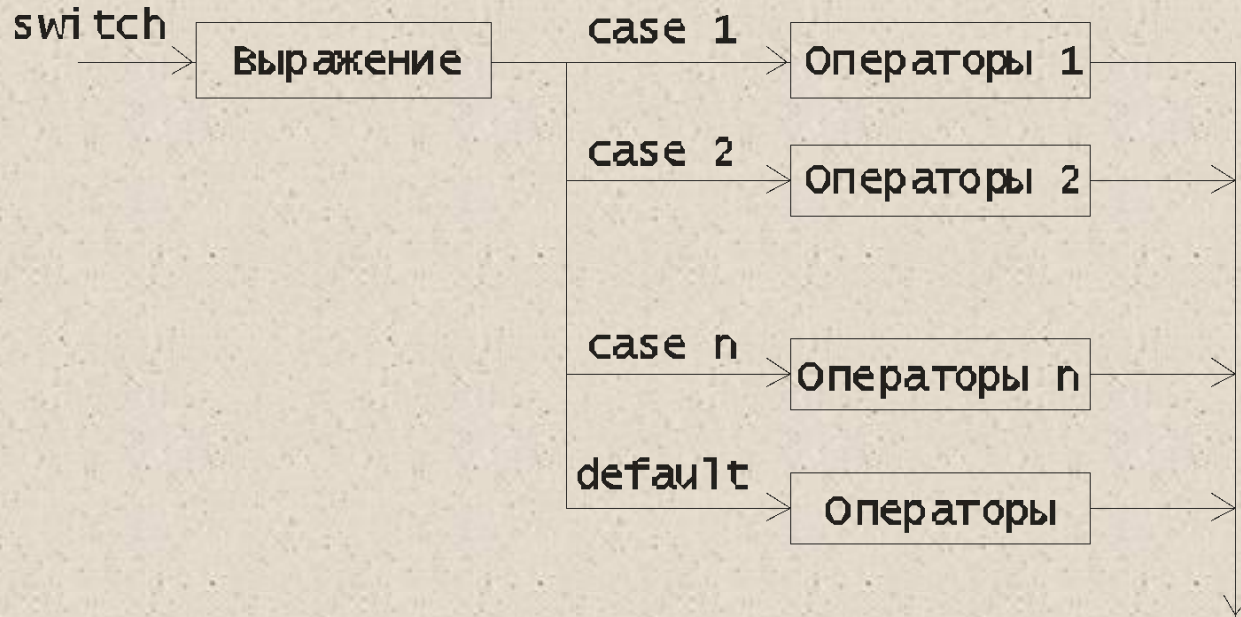 switch
Выражение
case 1
Операторы 1
case 2
Операторы 2
case n
Операторы n
default
Операторы